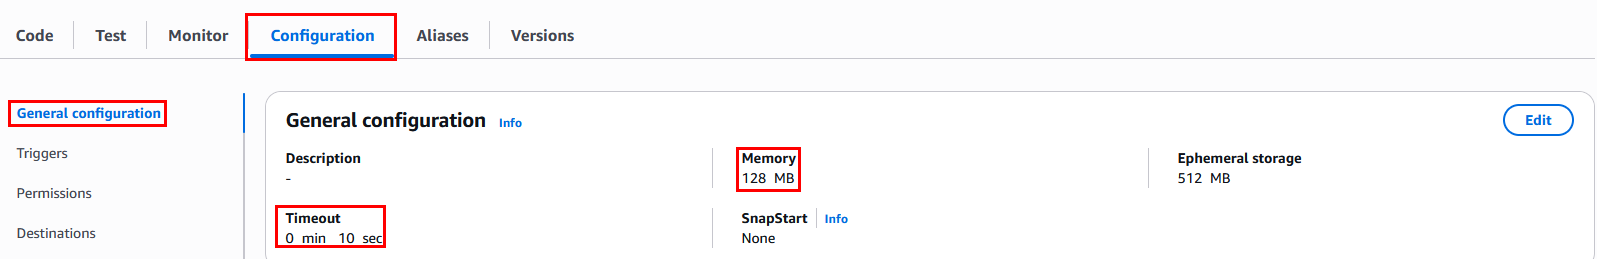 Code Test Monitor Configuration Aliases Versions
General configuration
Triggers
Permissions
Destinations
General configuration Info
Edit
Description
-
Memory
128 MB
Ephemeral storage
512 MB
Timeout
0 min 10 sec
SnapStart Info
None